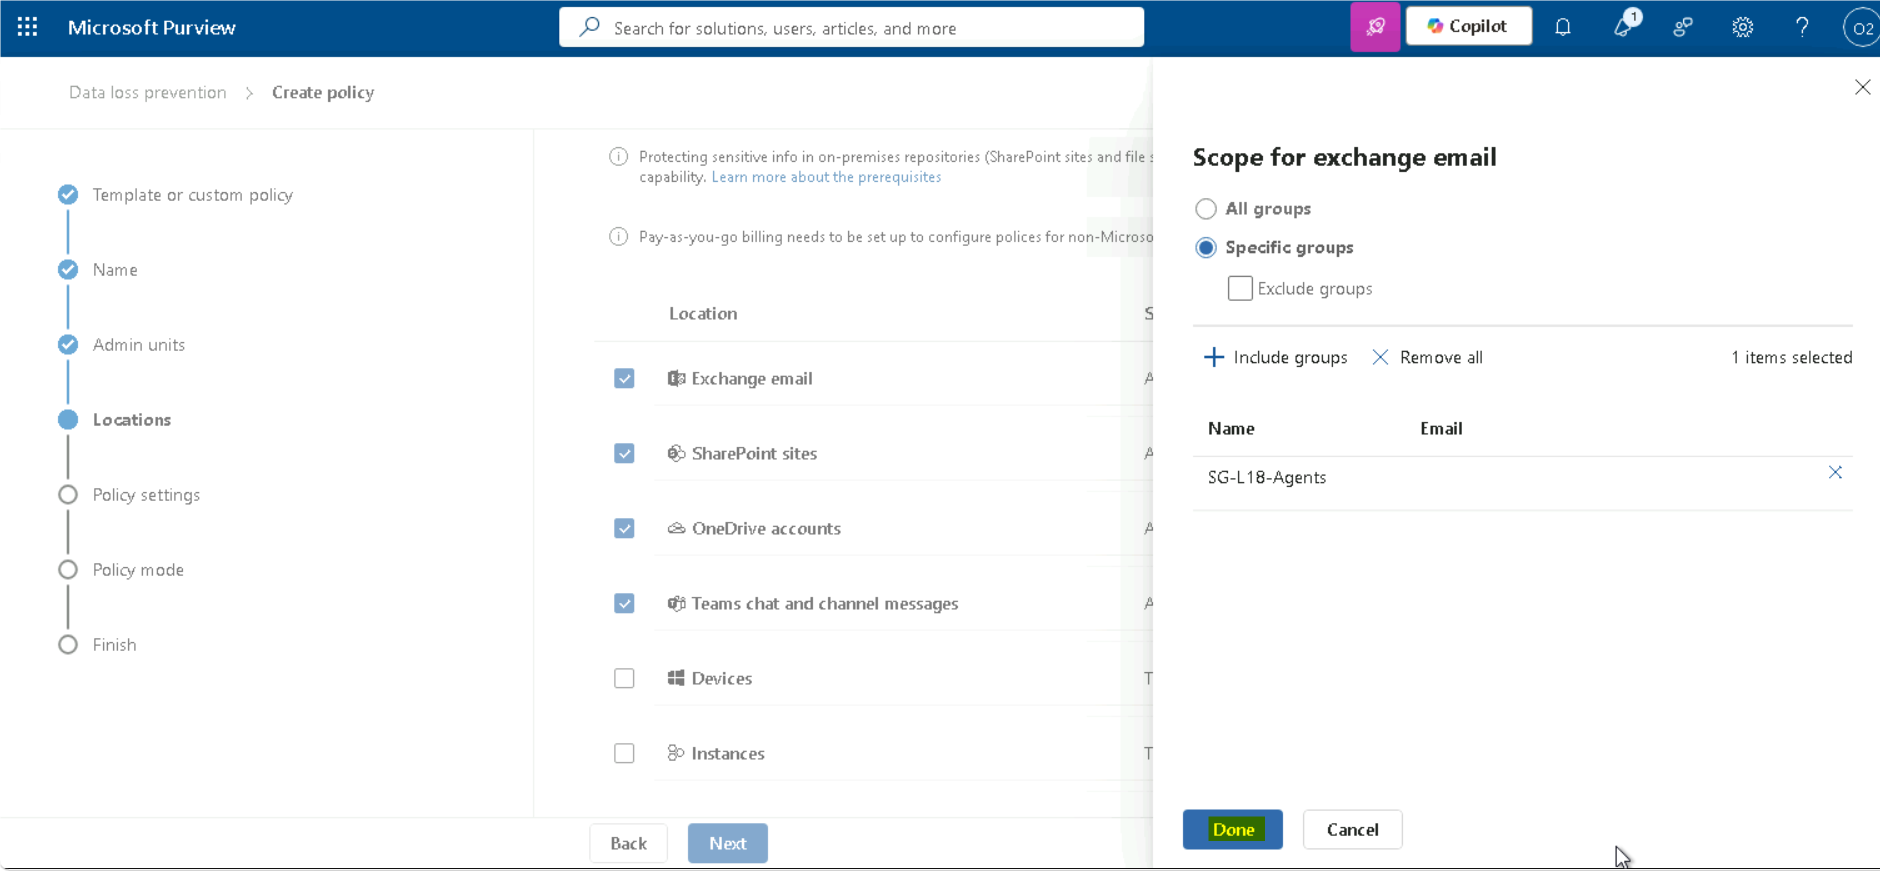 Microsoft Purview
Search for solutions, users, articles, and more
Copilot
1
?
O2
Data loss prevention > Create policy
Template or custom policy
Name
Admin units
Locations
Policy settings
Policy mode
Finish
Protecting sensitive info in on-premises repositories (SharePoint sites and file s
capability. Learn more about the prerequisites
Pay-as-you-go billing needs to be set up to configure polices for non-Microso
Location S
Exchange email A
SharePoint sites A
OneDrive accounts A
Teams chat and channel messages A
Devices T
Instances T
Back Next
Scope for exchange email
All groups
Specific groups
Exclude groups
Include groups Remove all 1 items selected
Name Email
SG-L18-Agents
Done Cancel